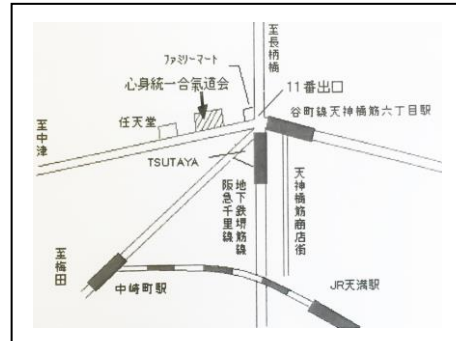 至長柄橋
ファミリーマート
11番出口
心身統一合氣道会
谷町線天神橋筋六丁目駅
任天堂
至中津
TSUTAYA
地下鉄堺筋線
阪急千里線
天神橋筋商店街
至梅田
中崎町駅
JR天満駅